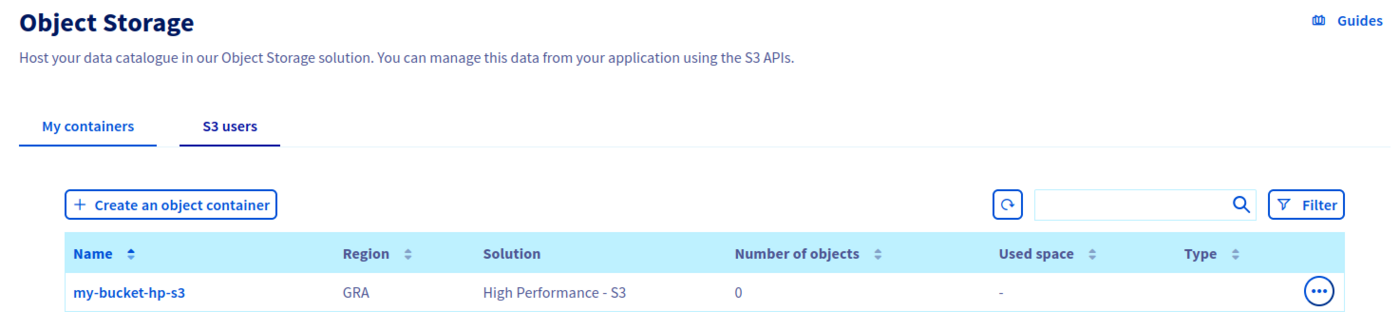 Object Storage
Guides
Host your data catalogue in our Object Storage solution. You can manage this data from your application using the S3 APIs.
My containers S3 users
+ Create an object container Filter
Name Region Solution Number of objects Used space Type
my-bucket-hp-s3 GRA High Performance - S3 0 -